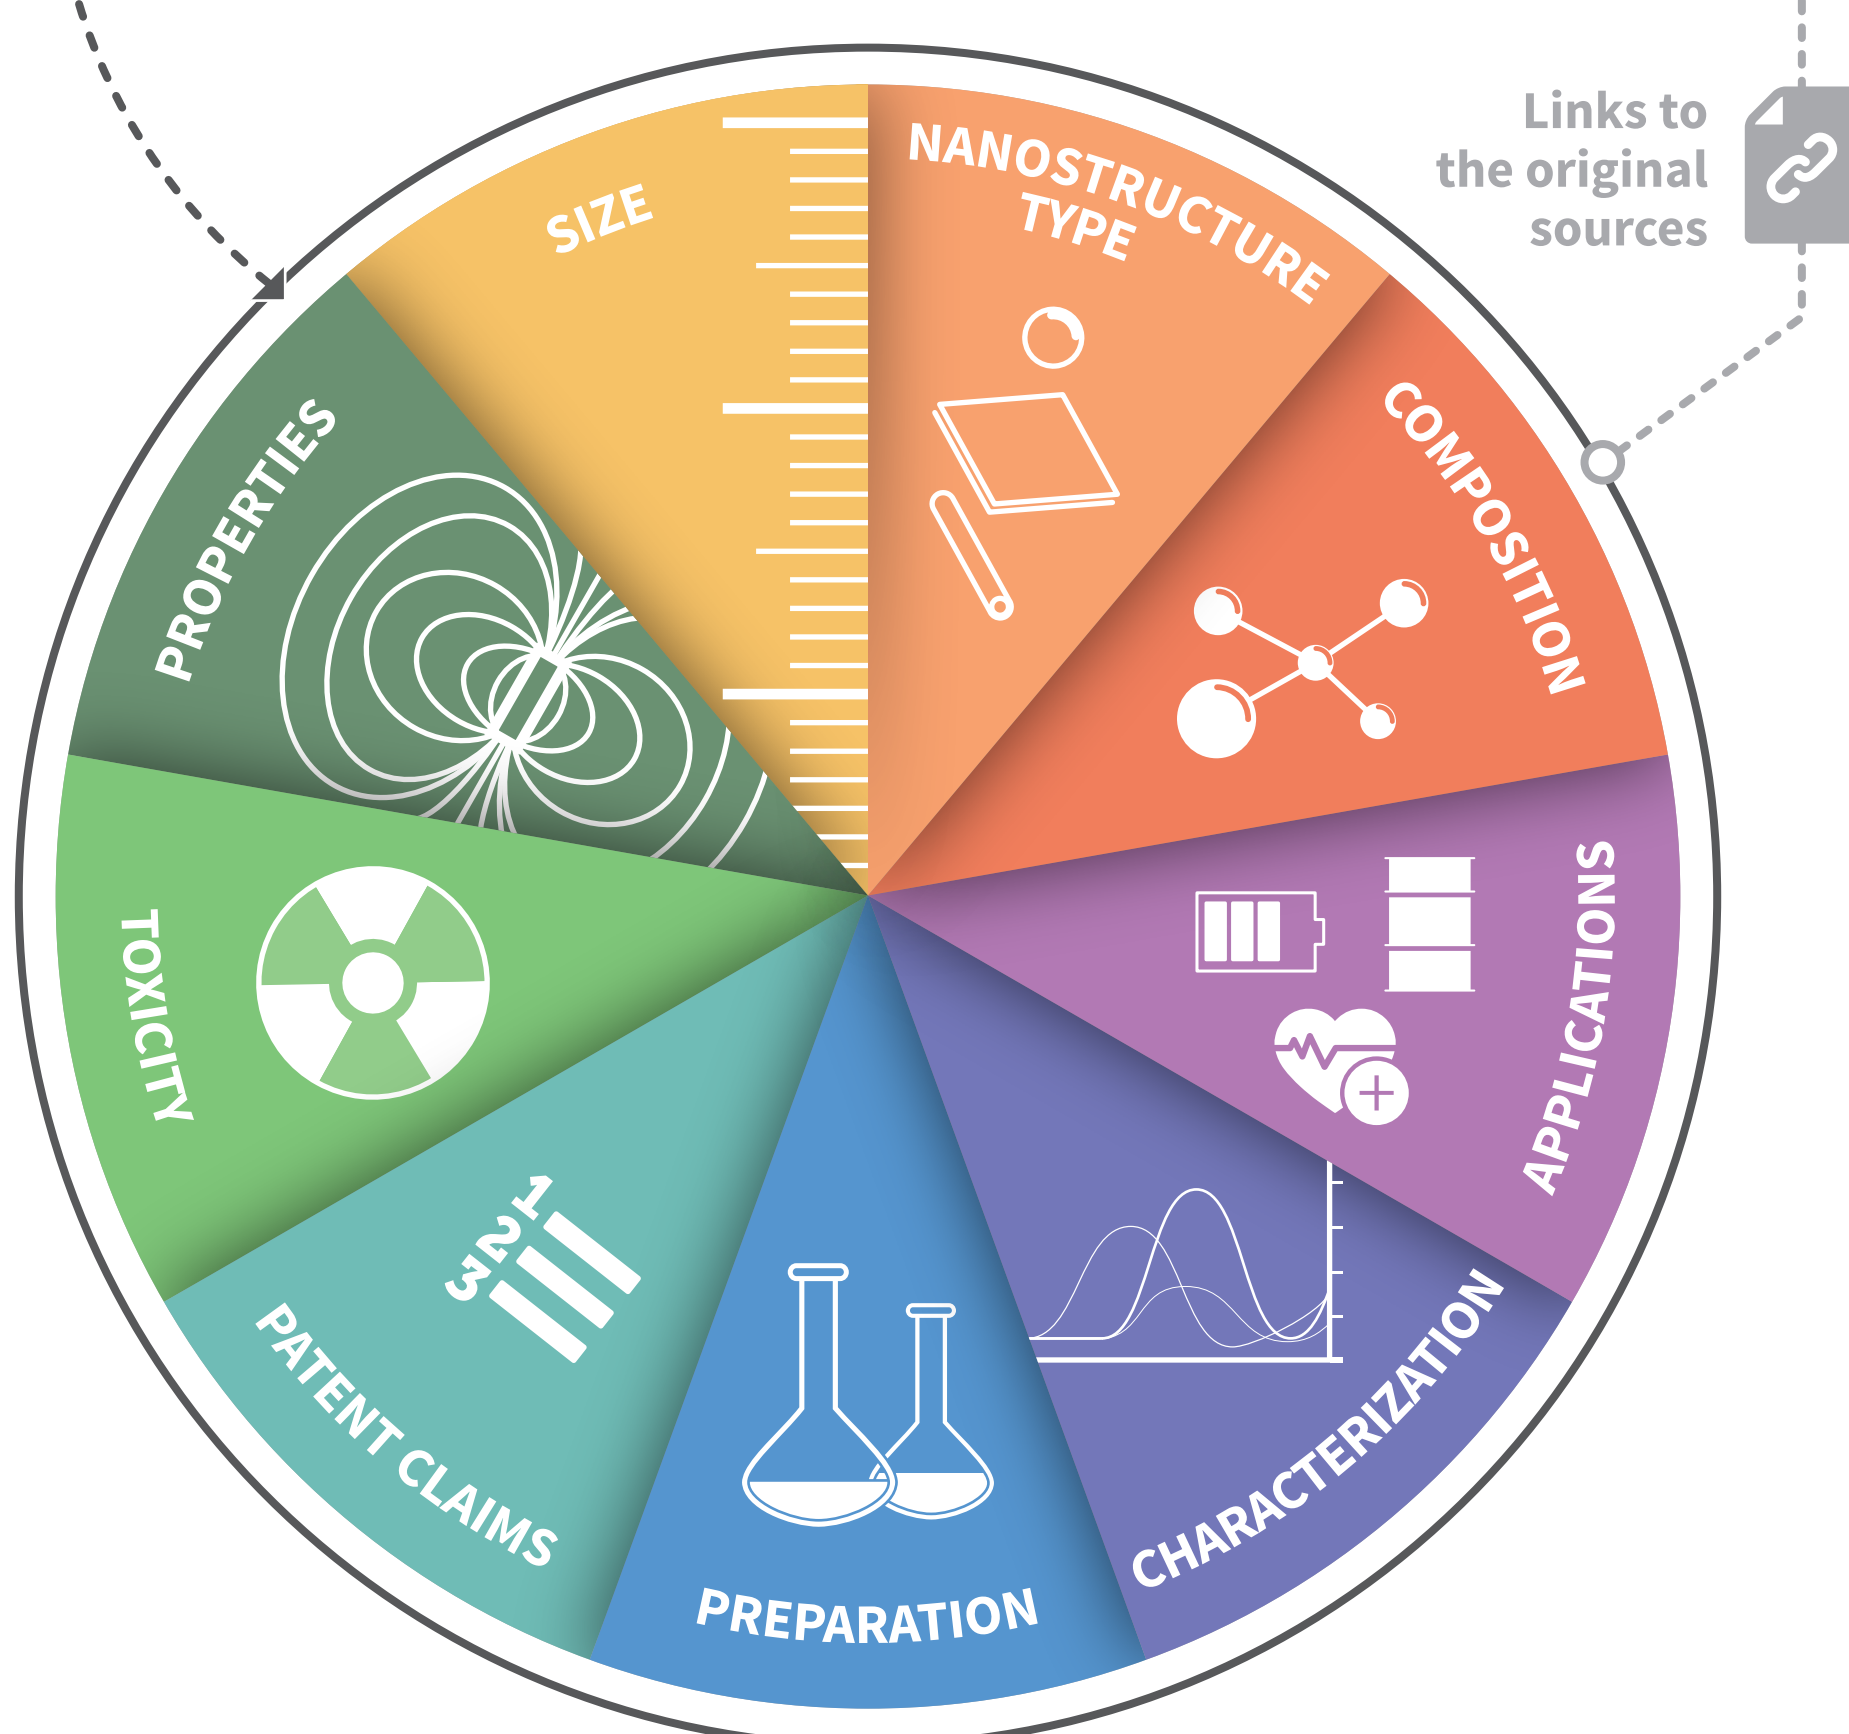 SIZE
NANOSTRUCTURE
TYPE
COMPOSITION
APPLICATIONS
CHARACTERIZATION
PREPARATION
PATENT CLAIMS
1
2
3
TOXICITY
PROPERTIES
Links to
the original
sources